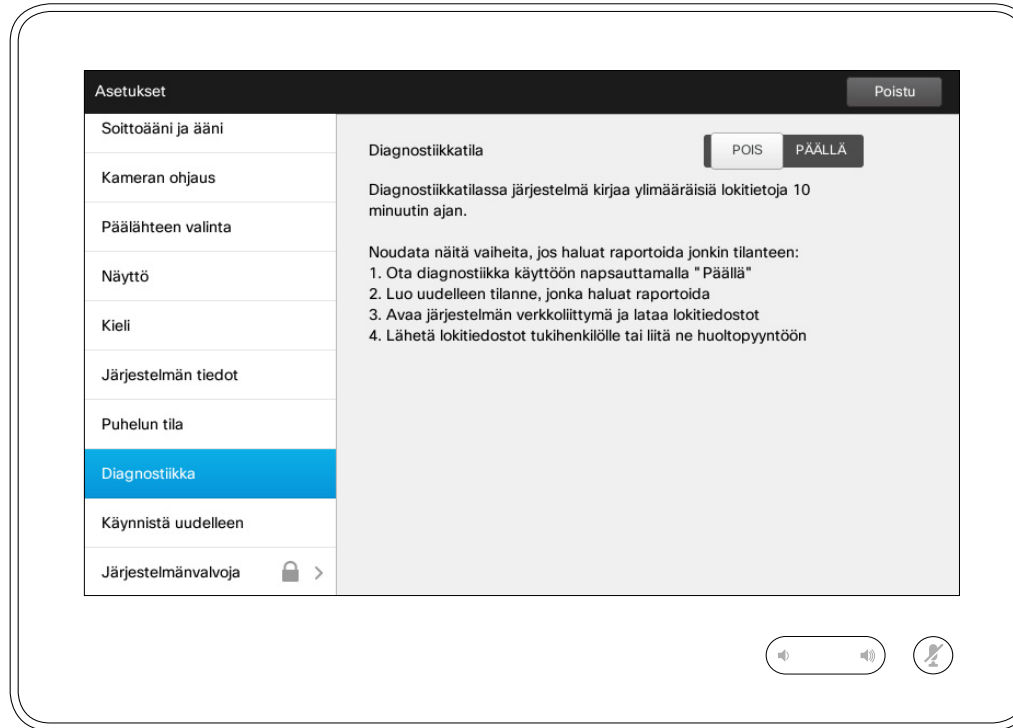 Asetukset
Poistu
Soittoääni ja ääni
Kameran ohjaus
Päälähteen valinta
Näyttö
Kieli
Järjestelmän tiedot
Puhelun tila
Diagnostiikka
Käynnistä uudelleen
Järjestelmänvalvoja
Diagnostiikkatila
POIS
PÄÄLLÄ
Diagnostiikkatilassa järjestelmä kirjaa ylimääräisiä lokitietoja 10
minuutin ajan.
Noudata näitä vaiheita, jos haluat raportoida jonkin tilanteen:
1. Ota diagnostiikka käyttöön napsauttamalla "Päällä"
2. Luo uudelleen tilanne, jonka haluat raportoida
3. Avaa järjestelmän verkkoliittymä ja lataa lokitiedostot
4. Lähetä lokitiedostot tukihenkilölle tai liitä ne huoltopyyntöön